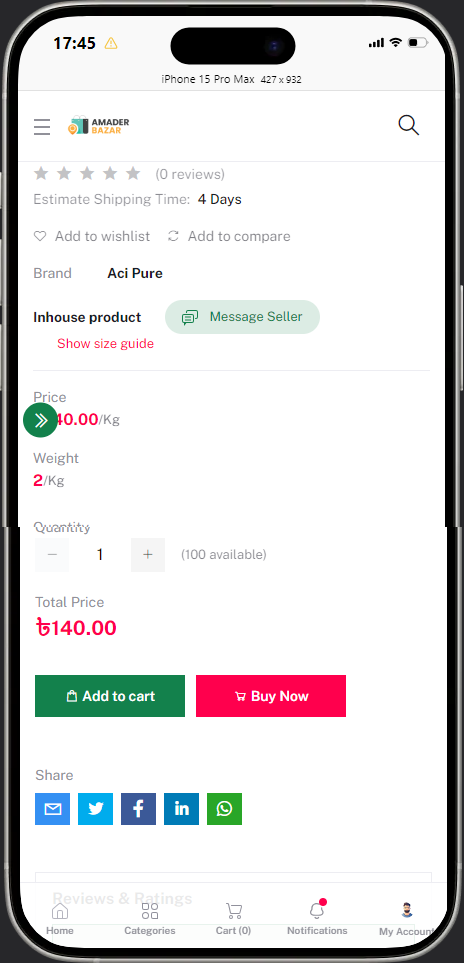 17:45
iPhone 15 Pro Max 427 x 932
AMADER
BAZAR
(0 reviews)
Estimate Shipping Time: 4 Days
Add to wishlist Add to compare
Brand Aci Pure
Inhouse product Message Seller
Show size guide
Price
40.00/Kg
Weight
2/Kg
Quantity
− 1 + (100 available)
Total Price
৳140.00
Add to cart Buy Now
Share
Reviews & Ratings
Home Categories Cart (0) Notifications My Account